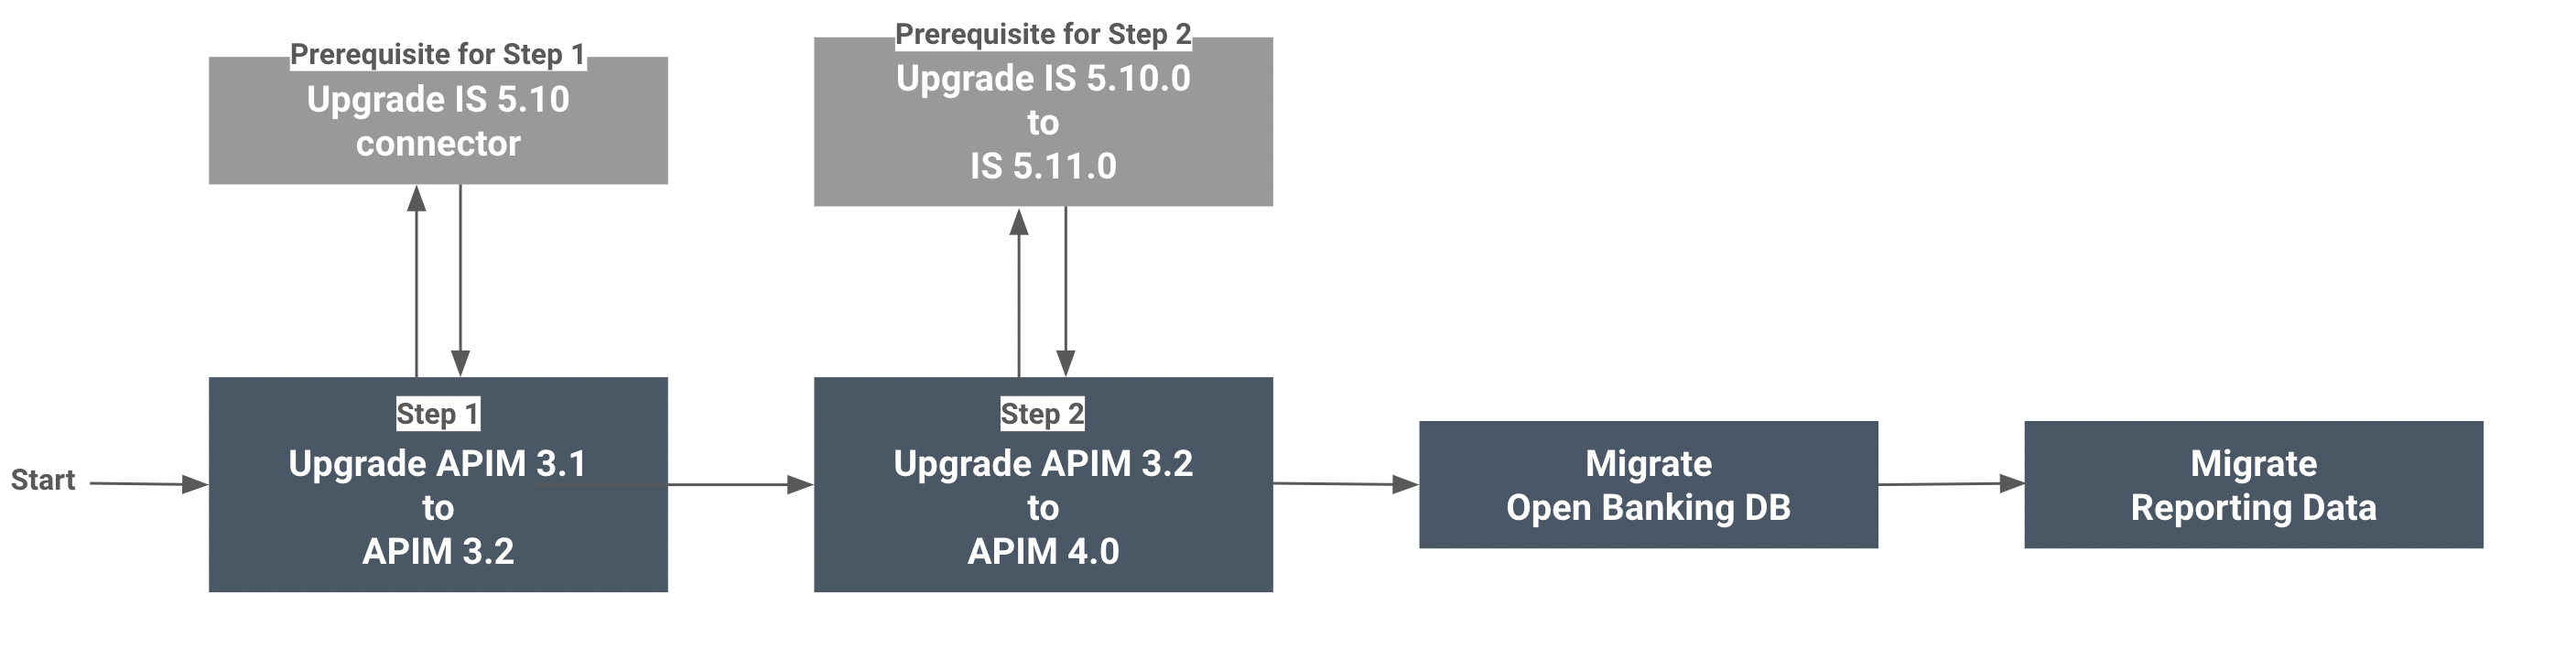 Prerequisite for Step 1
Upgrade IS 5.10
connector
Prerequisite for Step 2
Upgrade IS 5.10.0
to
IS 5.11.0
Start
Step 1
Upgrade APIM 3.1
to
APIM 3.2
Step 2
Upgrade APIM 3.2
to
APIM 4.0
Migrate
Open Banking DB
Migrate
Reporting Data